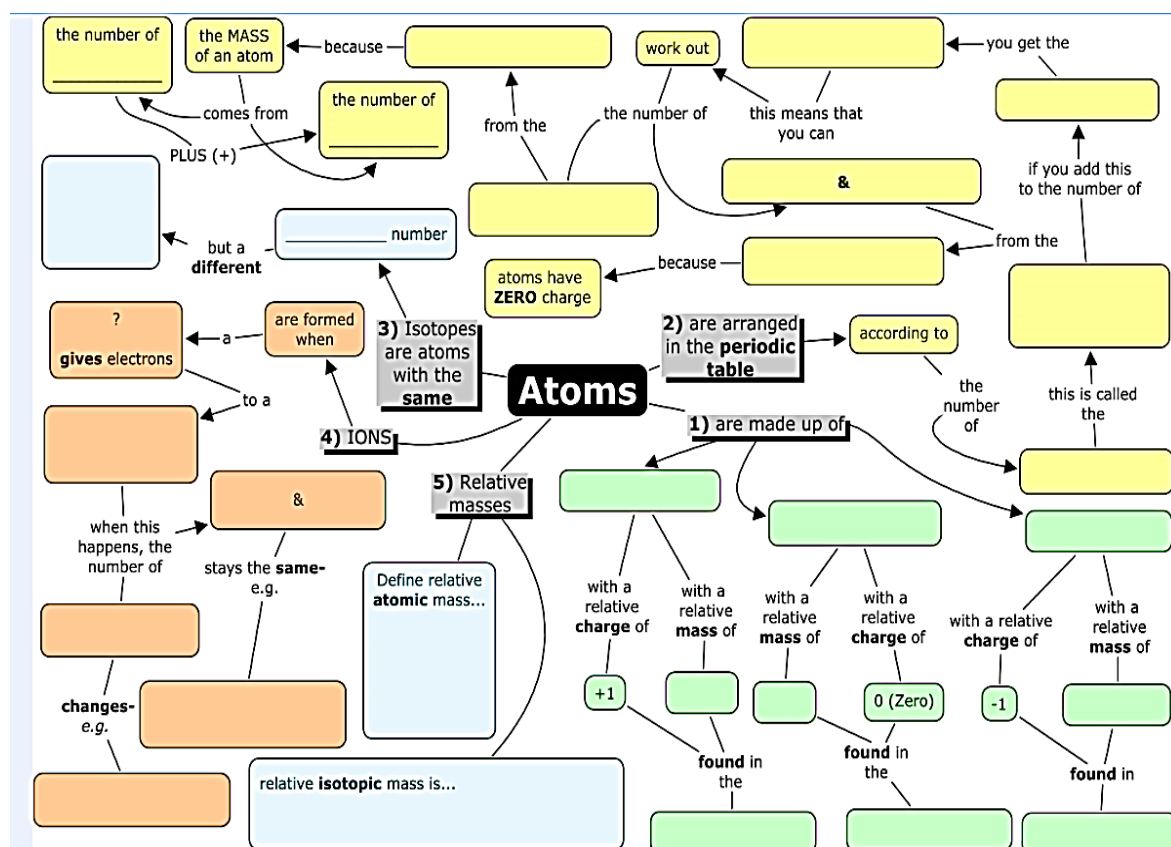 the number of
____________
the MASS
of an atom
because
work out
you get the
comes from
the number of
____________
from the
the number of
this means that
you can
PLUS (+)
if you add this
to the number of
&
____________ number
but a
different
from the
because
atoms have
ZERO charge
?
gives electrons
a
are formed
when
3) Isotopes
are atoms
with the
same
2) are arranged
in the periodic
table
according to
the
number
of
this is called
the
Atoms
to a
4) IONS
1) are made up of
5) Relative
masses
&
when this
happens, the
number of
stays the same-
e.g.
Define relative
atomic mass...
with a
relative
charge of
with a
relative
mass of
with a
relative
mass of
with a
relative
charge of
with a relative
charge of
with a
relative
mass of
+1
0 (Zero)
-1
changes-
e.g.
found in
the
found in
the
found in
relative isotopic mass is...